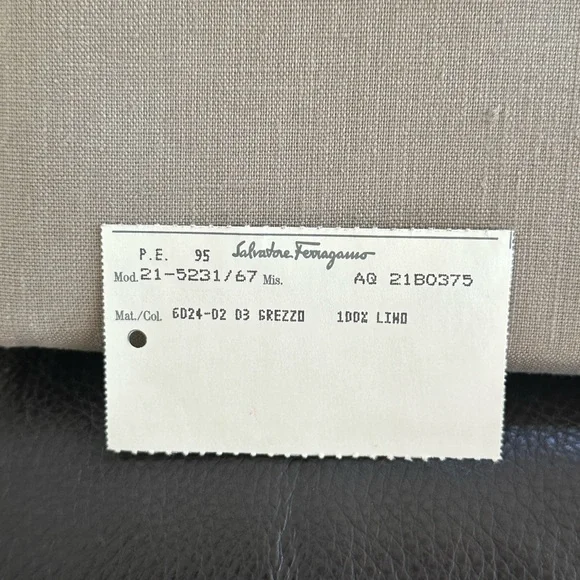 P.E. 95 Salvatore Ferragamo
Mod. 21-5231/67 Mis. AQ 21B0375
Mat./Col. 6D24-02 03 GREZZO 100% LINO